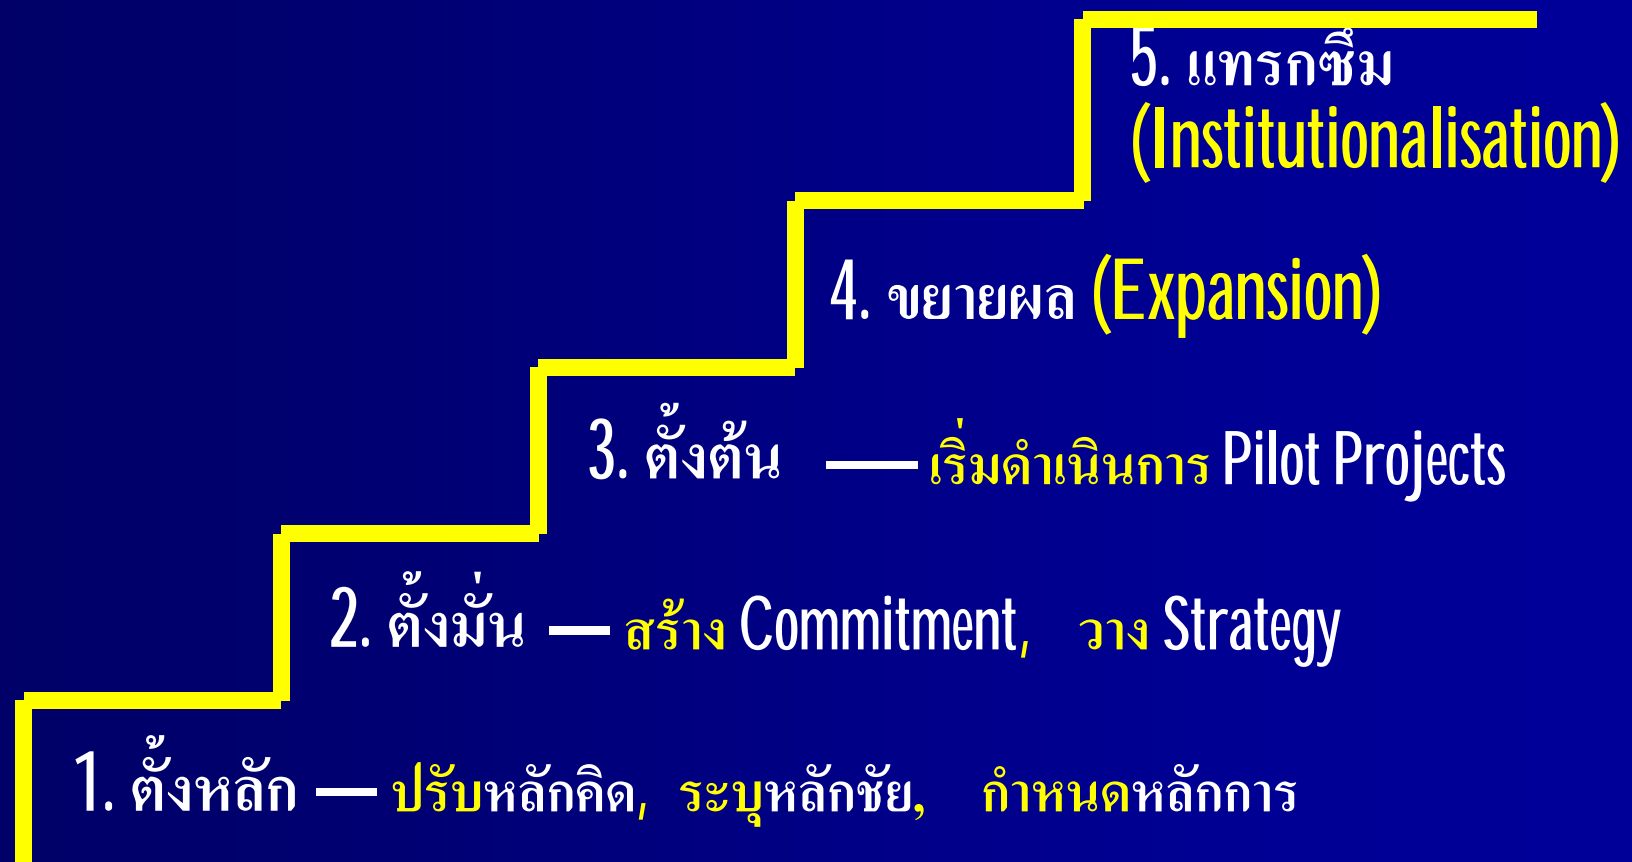 5. แทรกซึม
(Institutionalisation)
4. ขยายผล (Expansion)
3. ตั้งต้น — เริ่มดำเนินการ Pilot Projects
2. ตั้งมั่น — สร้าง Commitment, วาง Strategy
1. ตั้งหลัก — ปรับหลักคิด, ระบุหลักชัย, กำหนดหลักการ